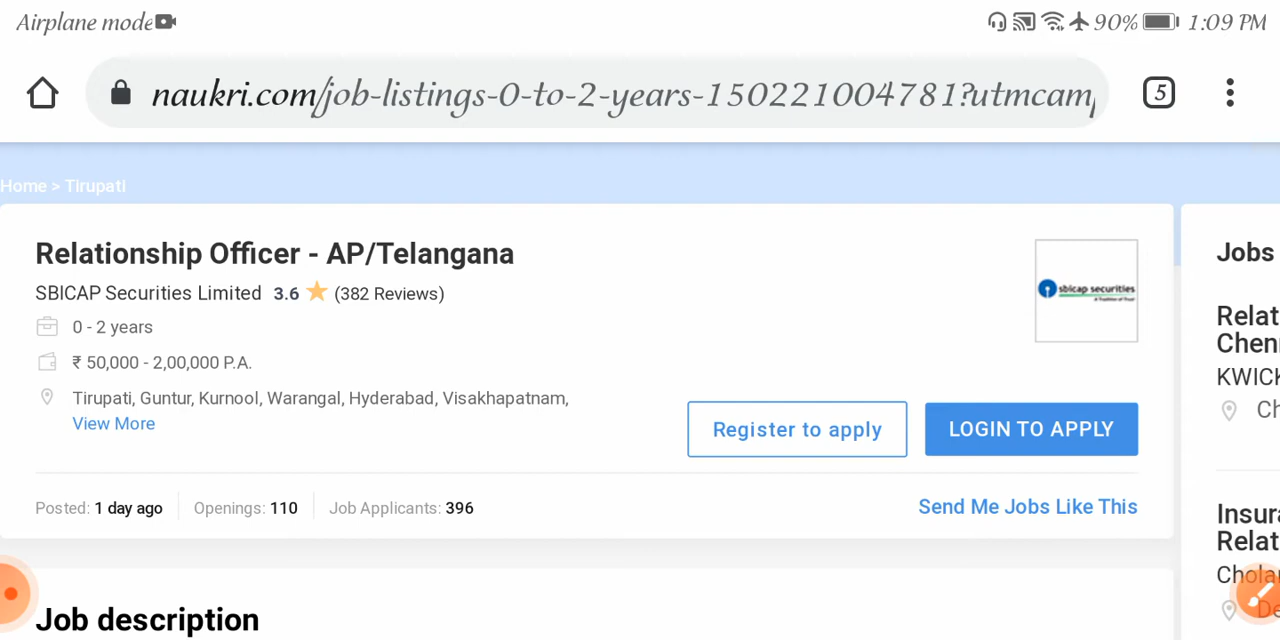 Airplane mode 90% 1:09 PM
naukri.com/job-listings-0-to-2-years-150221004781?utmcam
5
Home > Tirupati
Relationship Officer - AP/Telangana
SBICAP Securities Limited 3.6 (382 Reviews)
0 - 2 years
₹ 50,000 - 2,00,000 P.A.
Tirupati, Guntur, Kurnool, Warangal, Hyderabad, Visakhapatnam,
View More
Register to apply
LOGIN TO APPLY
Posted: 1 day ago Openings: 110 Job Applicants: 396
Send Me Jobs Like This
Job description
sbicap securities
Jobs
Relat
Chenn
KWICK
Ch
Insura
Relat
Chola
De